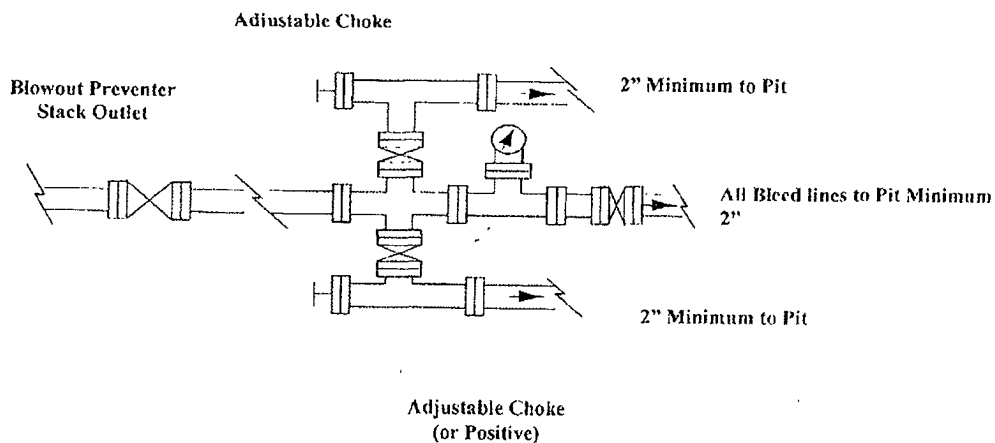 Adjustable Choke
Blowout Preventer
Stack Outlet
2” Minimum to Pit
All Bleed lines to Pit Minimum
2”
2” Minimum to Pit
Adjustable Choke
(or Positive)